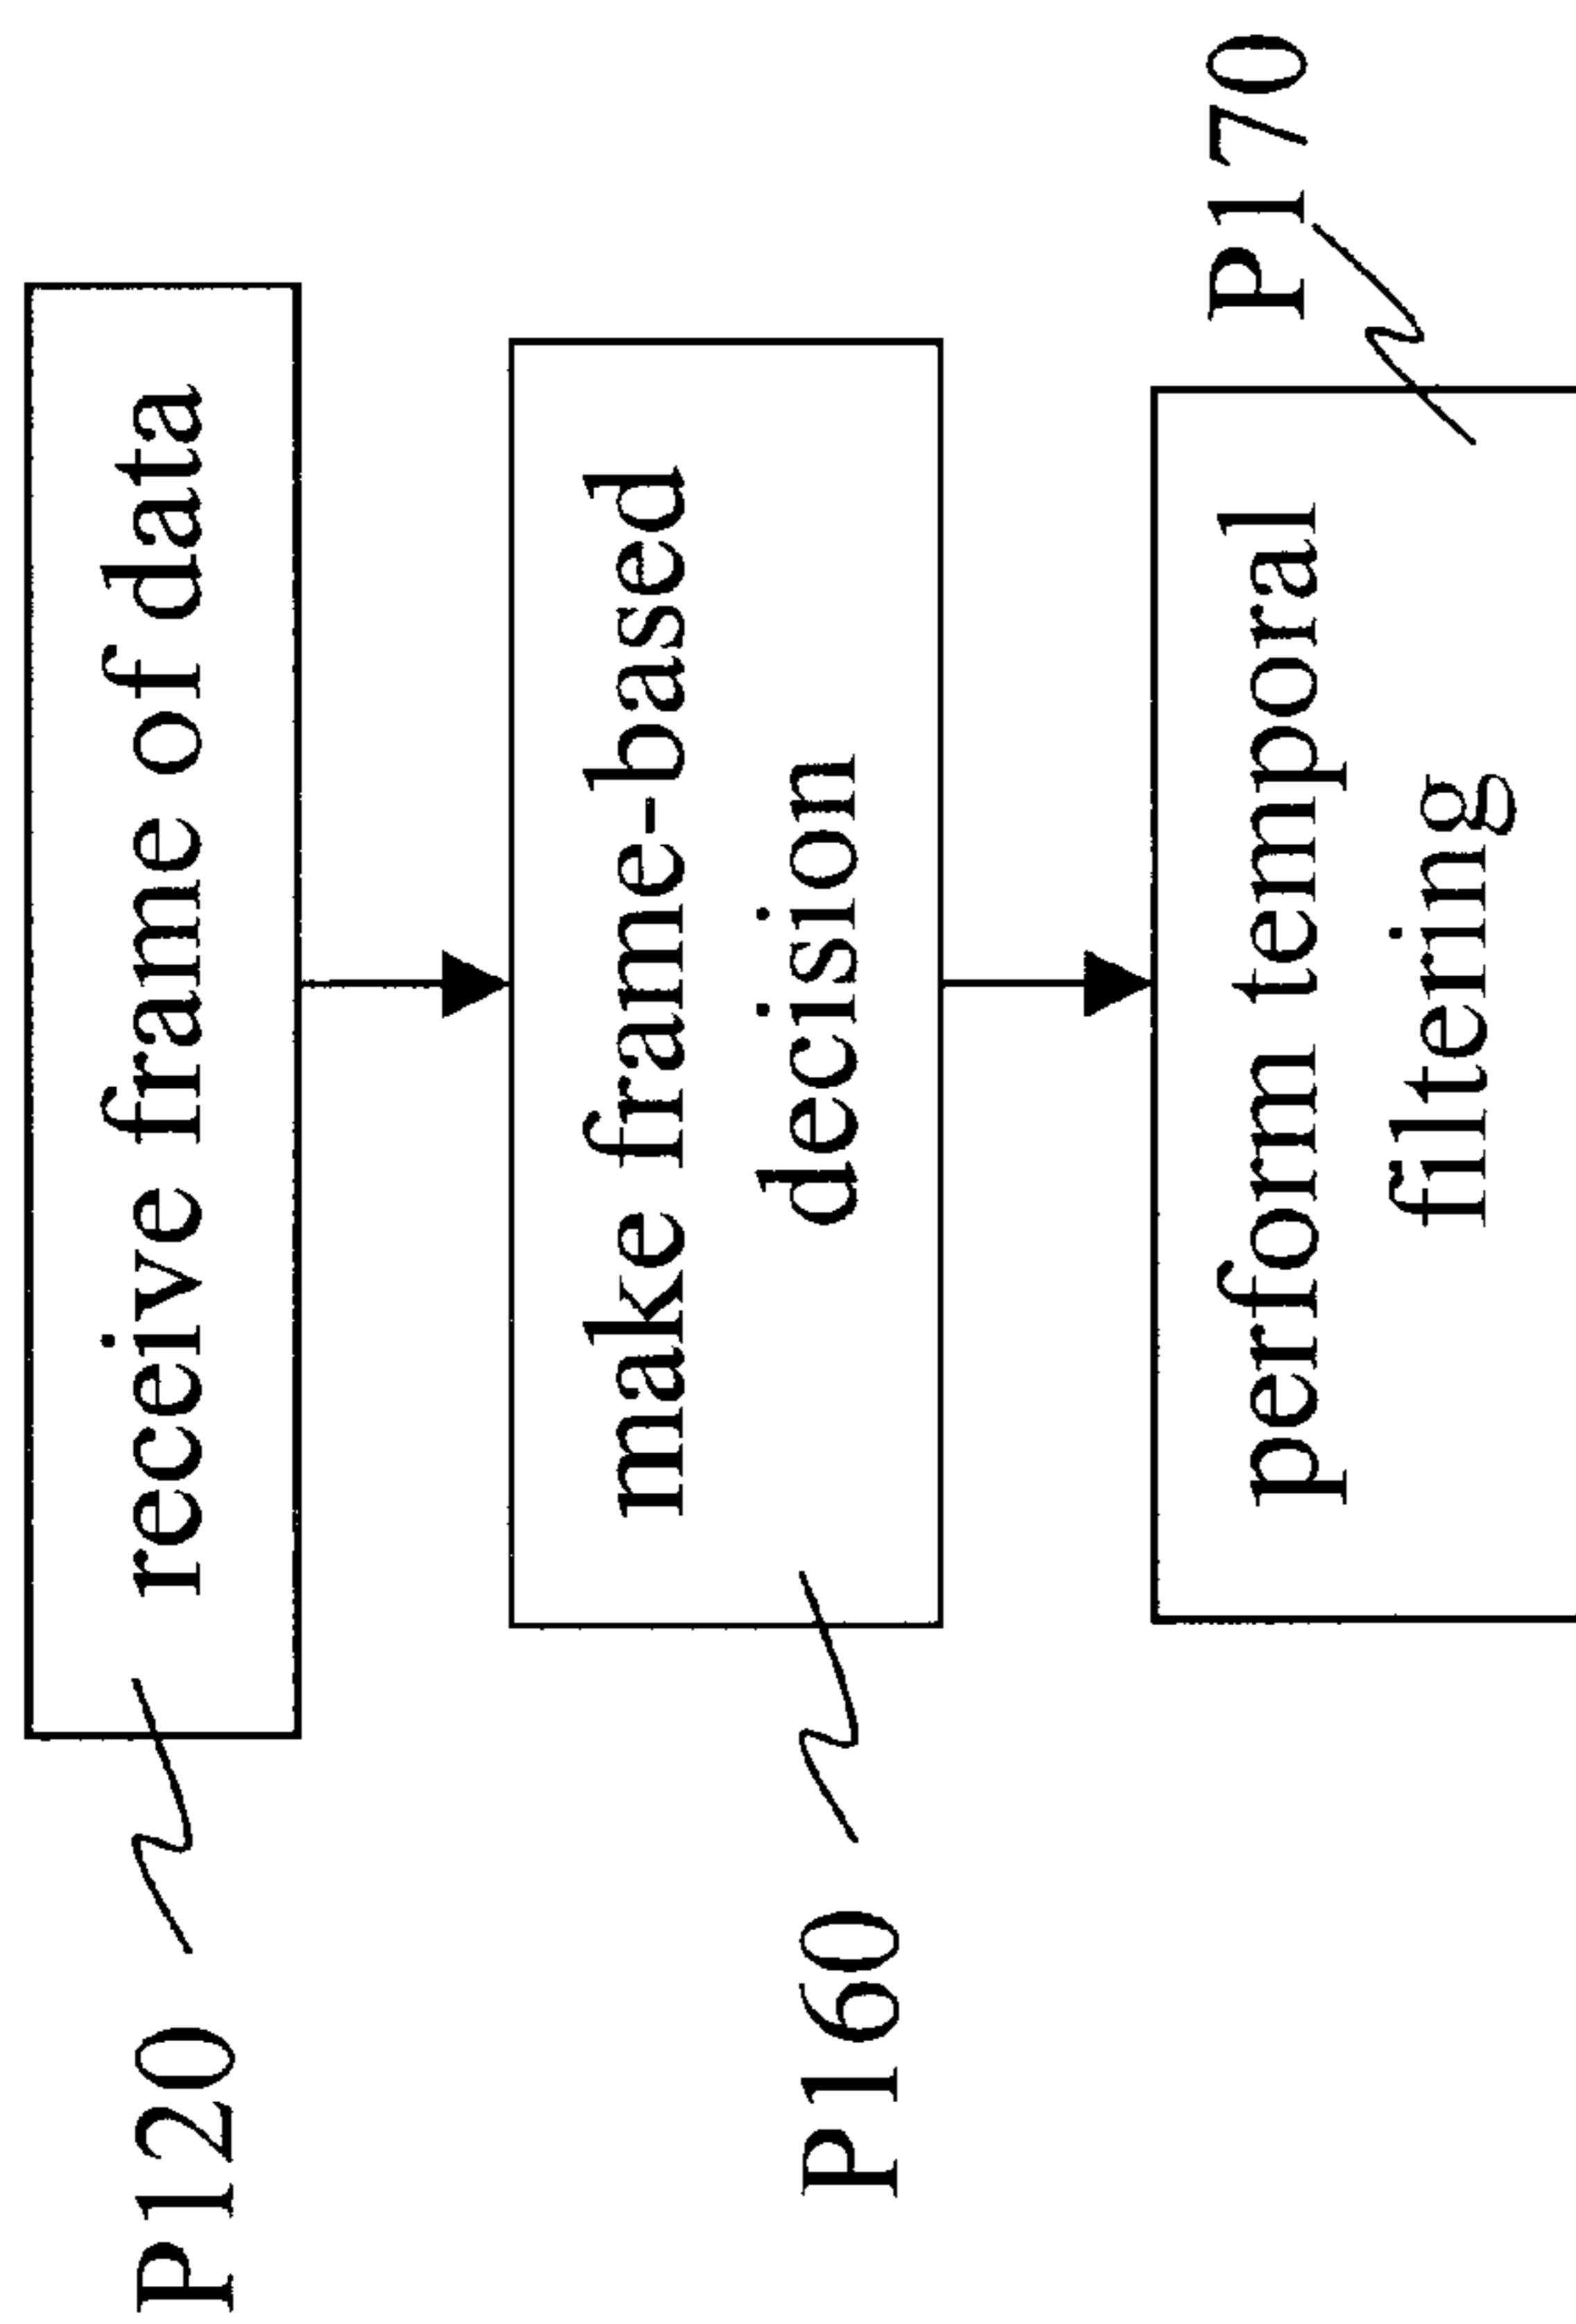 P120
receive frame of data
P160
make frame-based
decision
P170
perform temporal
filtering